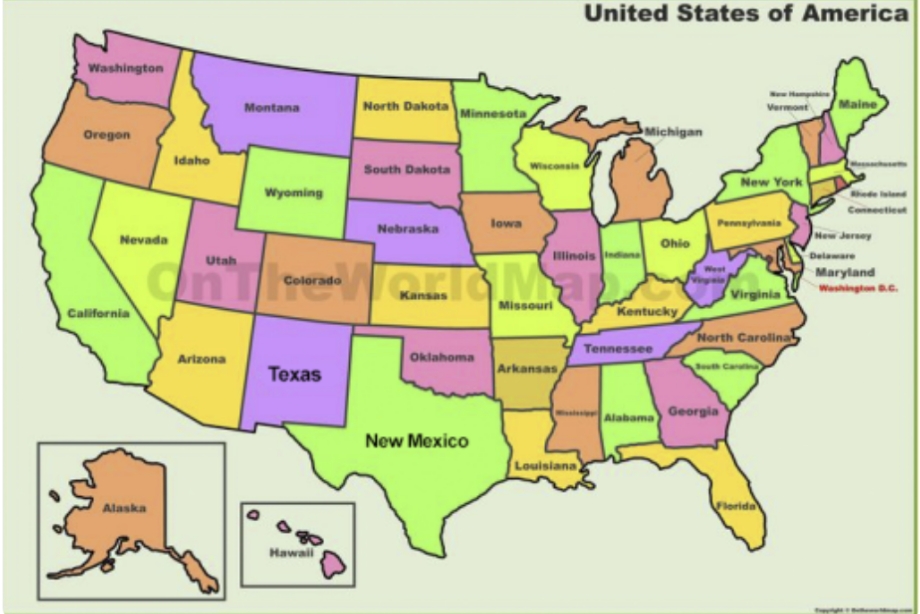 United States of America
Washington
Oregon
Idaho
Montana
Wyoming
North Dakota
South Dakota
Nebraska
Minnesota
Wisconsin
Michigan
Iowa
Illinois
Indiana
Ohio
New York
Pennsylvania
New Hampshire
Vermont
Maine
Massachusetts
Rhode Island
Connecticut
New Jersey
Delaware
Maryland
Washington D.C.
West
Virginia
Virginia
California
Nevada
Utah
Colorado
Kansas
Missouri
Kentucky
Arizona
Texas
New Mexico
Oklahoma
Arkansas
Tennessee
North Carolina
South Carolina
Mississippi
Alabama
Georgia
Louisiana
Florida
Alaska
Hawaii
OnTheWorldMap.com
Copyright © Ontheworldmap.com